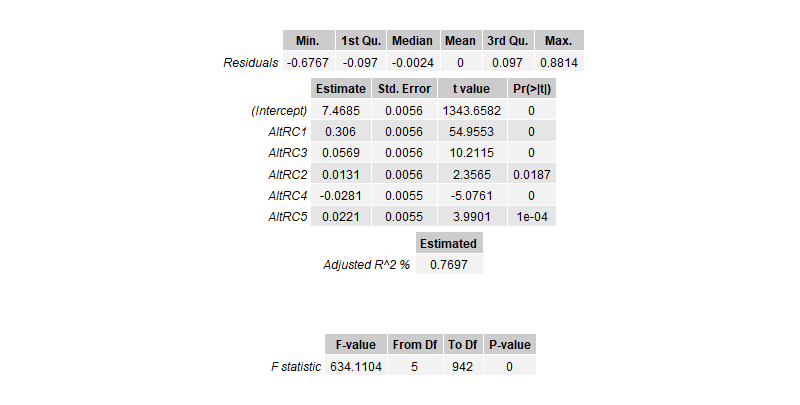 Min. 1st Qu. Median Mean 3rd Qu. Max.
Residuals -0.6767 -0.097 -0.0024 0 0.097 0.8814
Estimate Std. Error t value Pr(>|t|)
(Intercept) 7.4685 0.0056 1343.6582 0
AltRC1 0.306 0.0056 54.9553 0
AltRC3 0.0569 0.0056 10.2115 0
AltRC2 0.0131 0.0056 2.3565 0.0187
AltRC4 -0.0281 0.0055 -5.0761 0
AltRC5 0.0221 0.0055 3.9901 1e-04
Estimated
Adjusted R^2 % 0.7697
F-value From Df To Df P-value
F statistic 634.1104 5 942 0